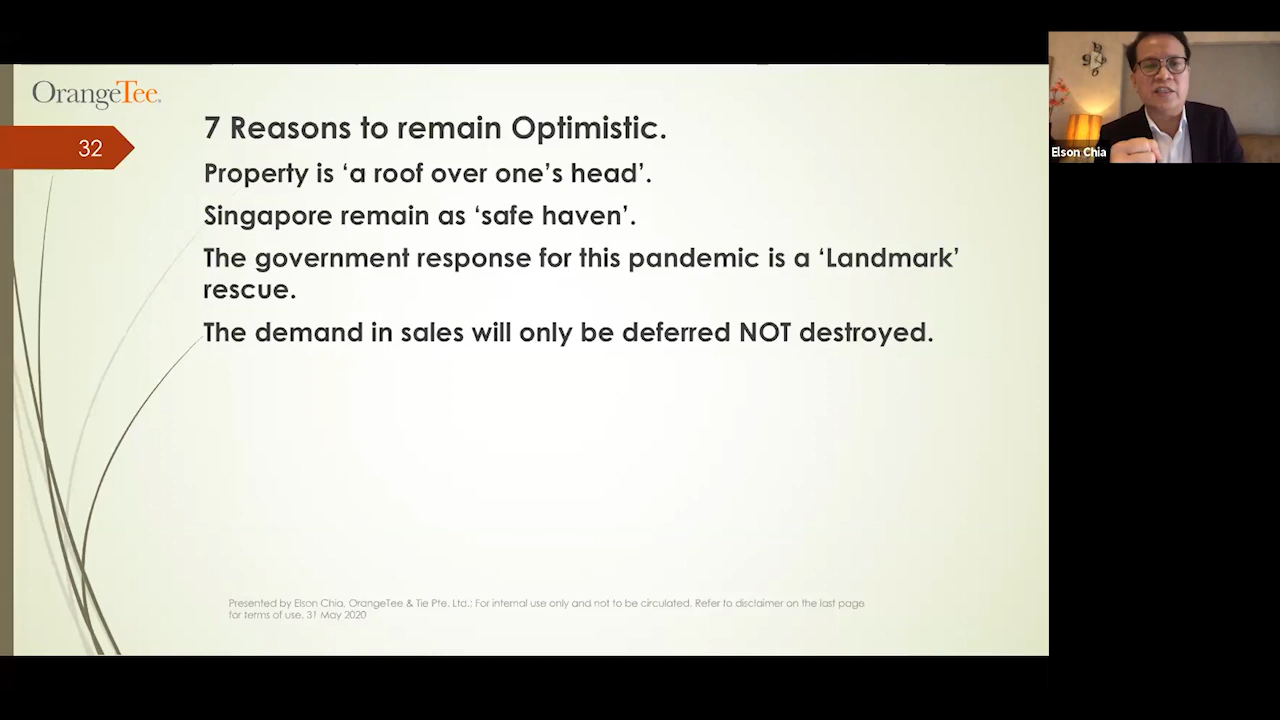 OrangeTee
32
7 Reasons to remain Optimistic.
Property is ‘a roof over one’s head’.
Singapore remain as ‘safe haven’.
The government response for this pandemic is a ‘Landmark’
rescue.
The demand in sales will only be deferred NOT destroyed.
Presented by Elson Chia, OrangeTee & Tie Pte. Ltd.; For internal use only and not to be circulated. Refer to disclaimer on the last page
for terms of use. 31 May 2020
Elson Chia